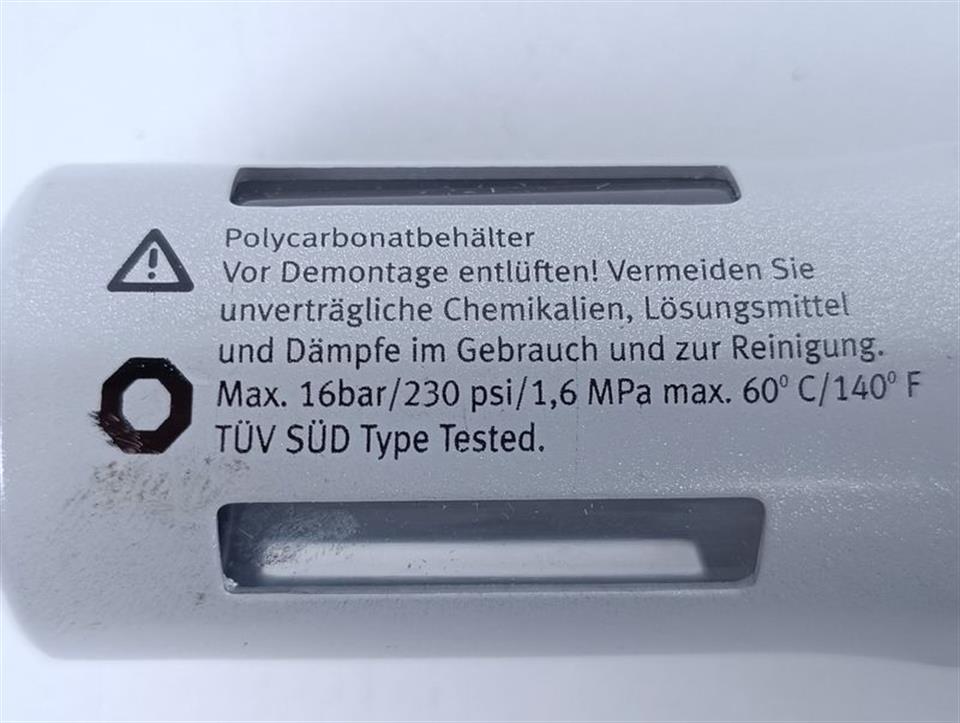 Polycarbonatbehälter
Vor Demontage entlüften! Vermeiden Sie
unverträgliche Chemikalien, Lösungsmittel
und Dämpfe im Gebrauch und zur Reinigung.
Max. 16bar/230 psi/1,6 MPa max. 60° C/140° F
TÜV SÜD Type Tested.